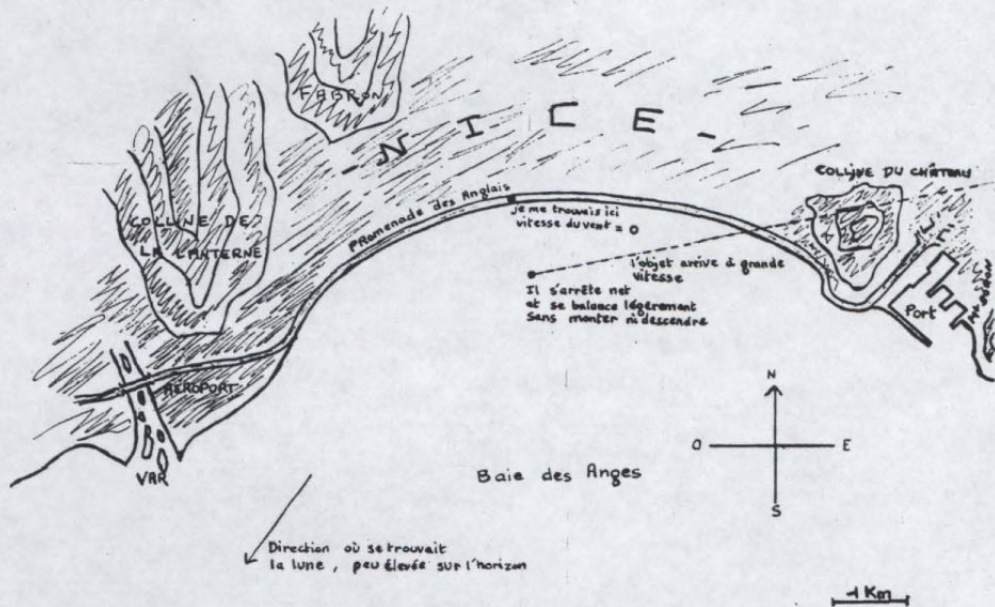 FABRON
NICE-
COLLINE DU CHÂTEAU
Promenade des Anglais
je me trouvais ici
vitesse du vent = 0
COLLINE DE
LA LANTERNE
l'objet arrive à grande
vitesse
Il s'arrête net
et se balance légèrement
Sans monter ni descendre
Port
AÉROPORT
VAR
N
O
E
S
Baie des Anges
Direction où se trouvait
la lune, peu élevée sur l'horizon
1 Km